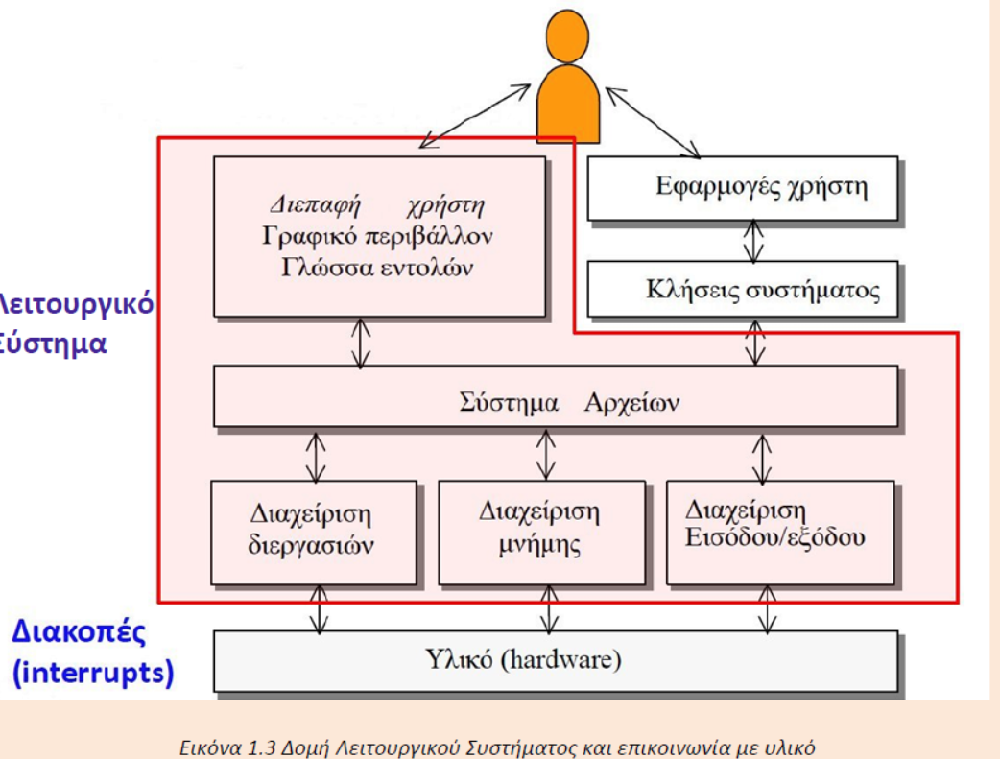 Διεπαφή χρήστη
Γραφικό περιβάλλον
Γλώσσα εντολών
Εφαρμογές χρήστη
Κλήσεις συστήματος
Λειτουργικό
Σύστημα
Σύστημα Αρχείων
Διαχείριση
διεργασιών
Διαχείριση
μνήμης
Διαχείριση
Εισόδου/εξόδου
Διακοπές
(interrupts)
Υλικό (hardware)
Εικόνα 1.3 Δομή Λειτουργικού Συστήματος και επικοινωνία με υλικό